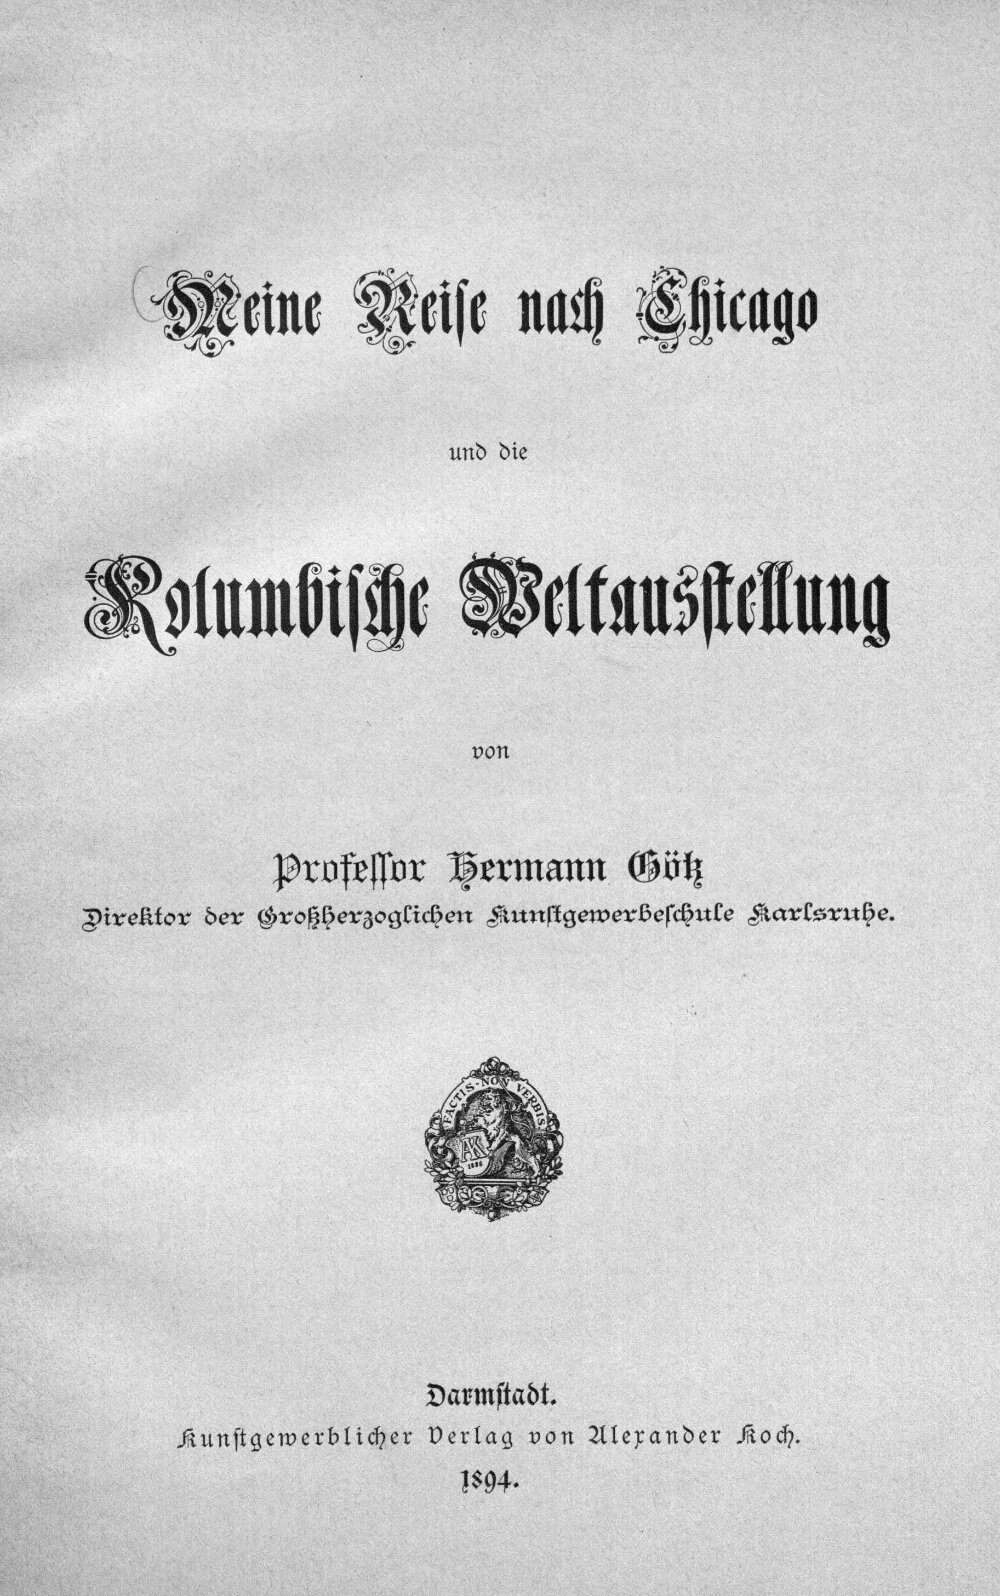 Meine Reise nach Chicago
und die
Kolumbische Weltausstellung
von
Professor Hermann Götz
Direktor der Großherzoglichen Kunstgewerbeschule Karlsruhe.
FACTIS·NON VERBIS
AK
Darmstadt.
Kunstgewerblicher Verlag von Alexander Koch.
1894.